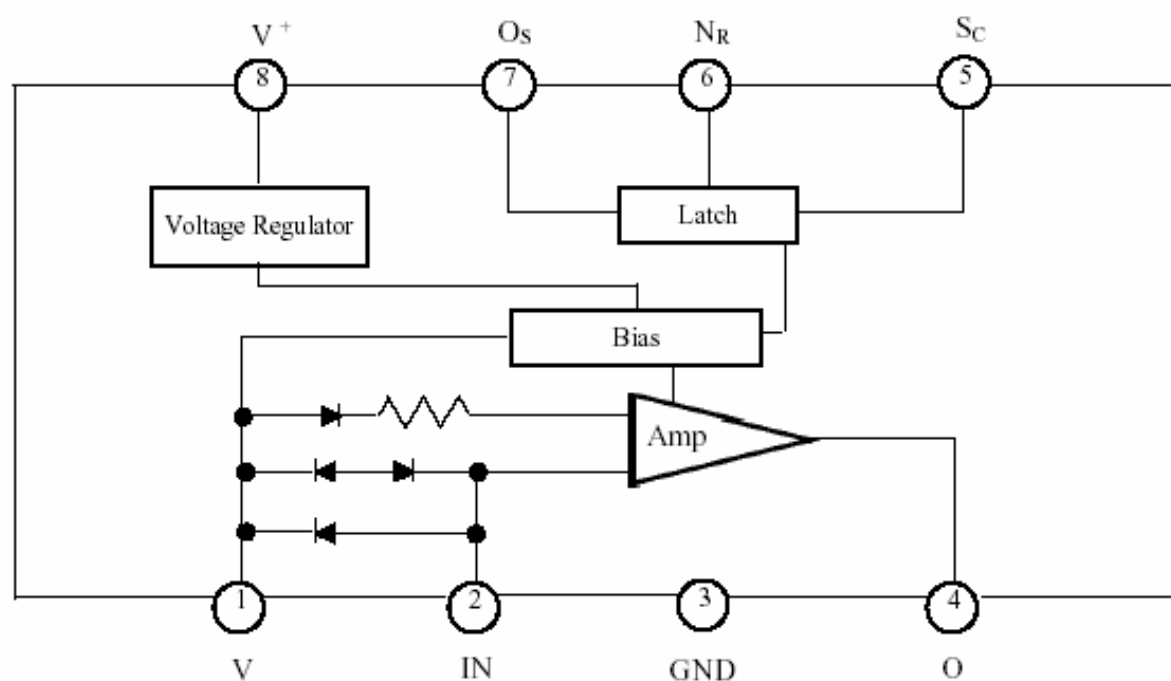 V + OS NR SC
8 7 6 5
Voltage Regulator Latch
Bias
Amp
1 2 3 4
V IN GND O